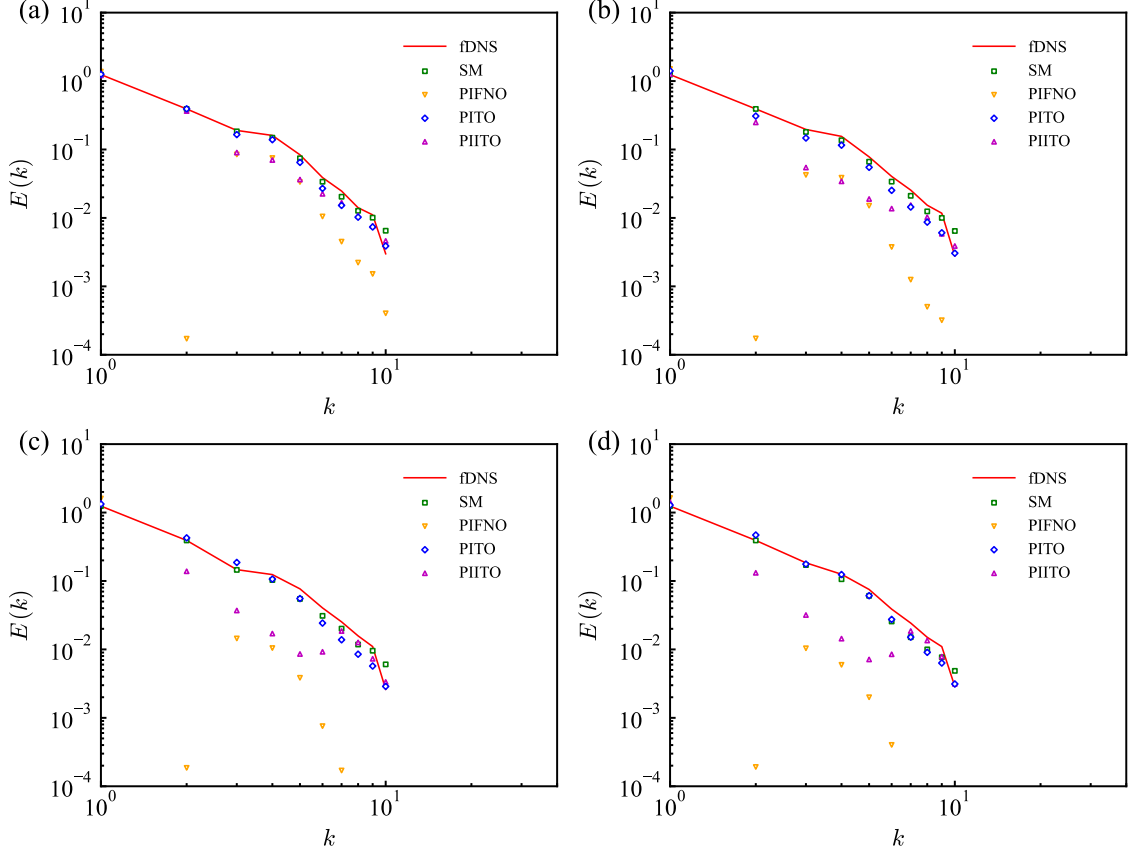 (a)
10^1
10^0
10^-1
10^-2
10^-3
10^-4
E(k)
10^0
10^1
k
fDNS
SM
PIFNO
PITO
PIITO
(b)
10^1
10^0
10^-1
10^-2
10^-3
10^-4
E(k)
10^0
10^1
k
fDNS
SM
PIFNO
PITO
PIITO
(c)
10^1
10^0
10^-1
10^-2
10^-3
10^-4
E(k)
10^0
10^1
k
fDNS
SM
PIFNO
PITO
PIITO
(d)
10^1
10^0
10^-1
10^-2
10^-3
10^-4
E(k)
10^0
10^1
k
fDNS
SM
PIFNO
PITO
PIITO